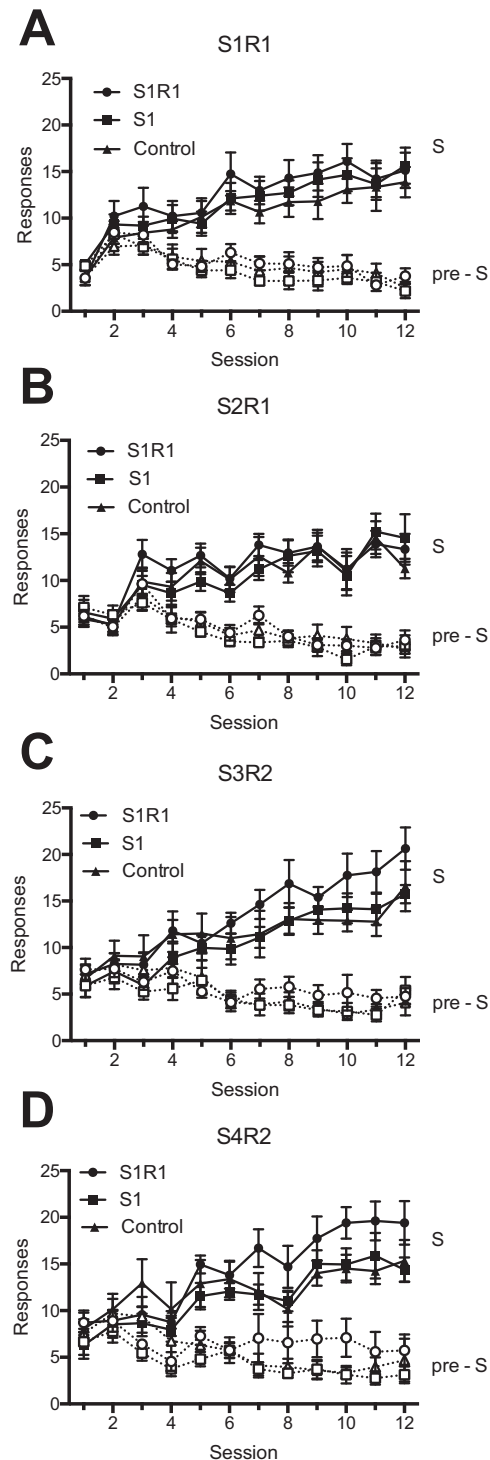 A
S1R1
25
20
15
10
5
0
Responses
S1R1
S1
Control
S
pre - S
2 4 6 8 10 12
Session
B
S2R1
25
20
15
10
5
0
Responses
S1R1
S1
Control
S
pre - S
2 4 6 8 10 12
Session
C
S3R2
25
20
15
10
5
0
Responses
S1R1
S1
Control
S
pre - S
2 4 6 8 10 12
Session
D
S4R2
25
20
15
10
5
0
Responses
S1R1
S1
Control
S
pre - S
2 4 6 8 10 12
Session